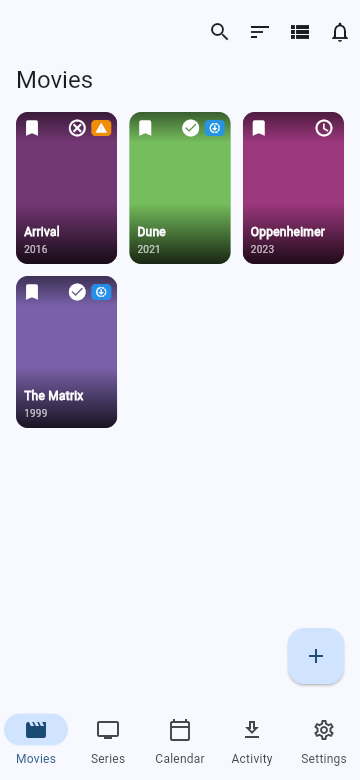 Movies
Arrival
2016
Dune
2021
Oppenheimer
2023
The Matrix
1999
Movies
Series
Calendar
Activity
Settings